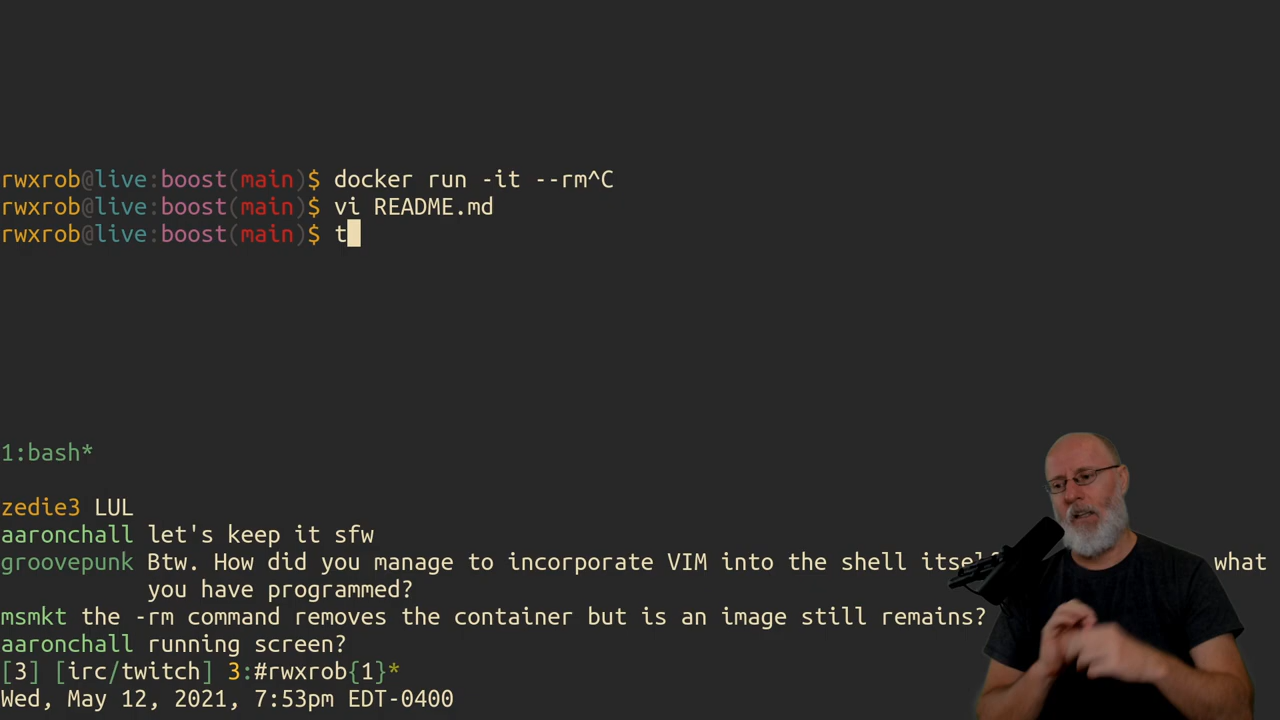 rwxrob@live:boost(main)$ docker run -it --rm^C
rwxrob@live:boost(main)$ vi README.md
rwxrob@live:boost(main)$ t
1:bash*
zedie3 LUL
aaronchall let's keep it sfw
groovepunk Btw. How did you manage to incorporate VIM into the shell itself what
you have programmed?
msmkt the -rm command removes the container but is an image still remains?
aaronchall running screen?
[3] [irc/twitch] 3:#rwxrob{1}*
Wed, May 12, 2021, 7:53pm EDT-0400